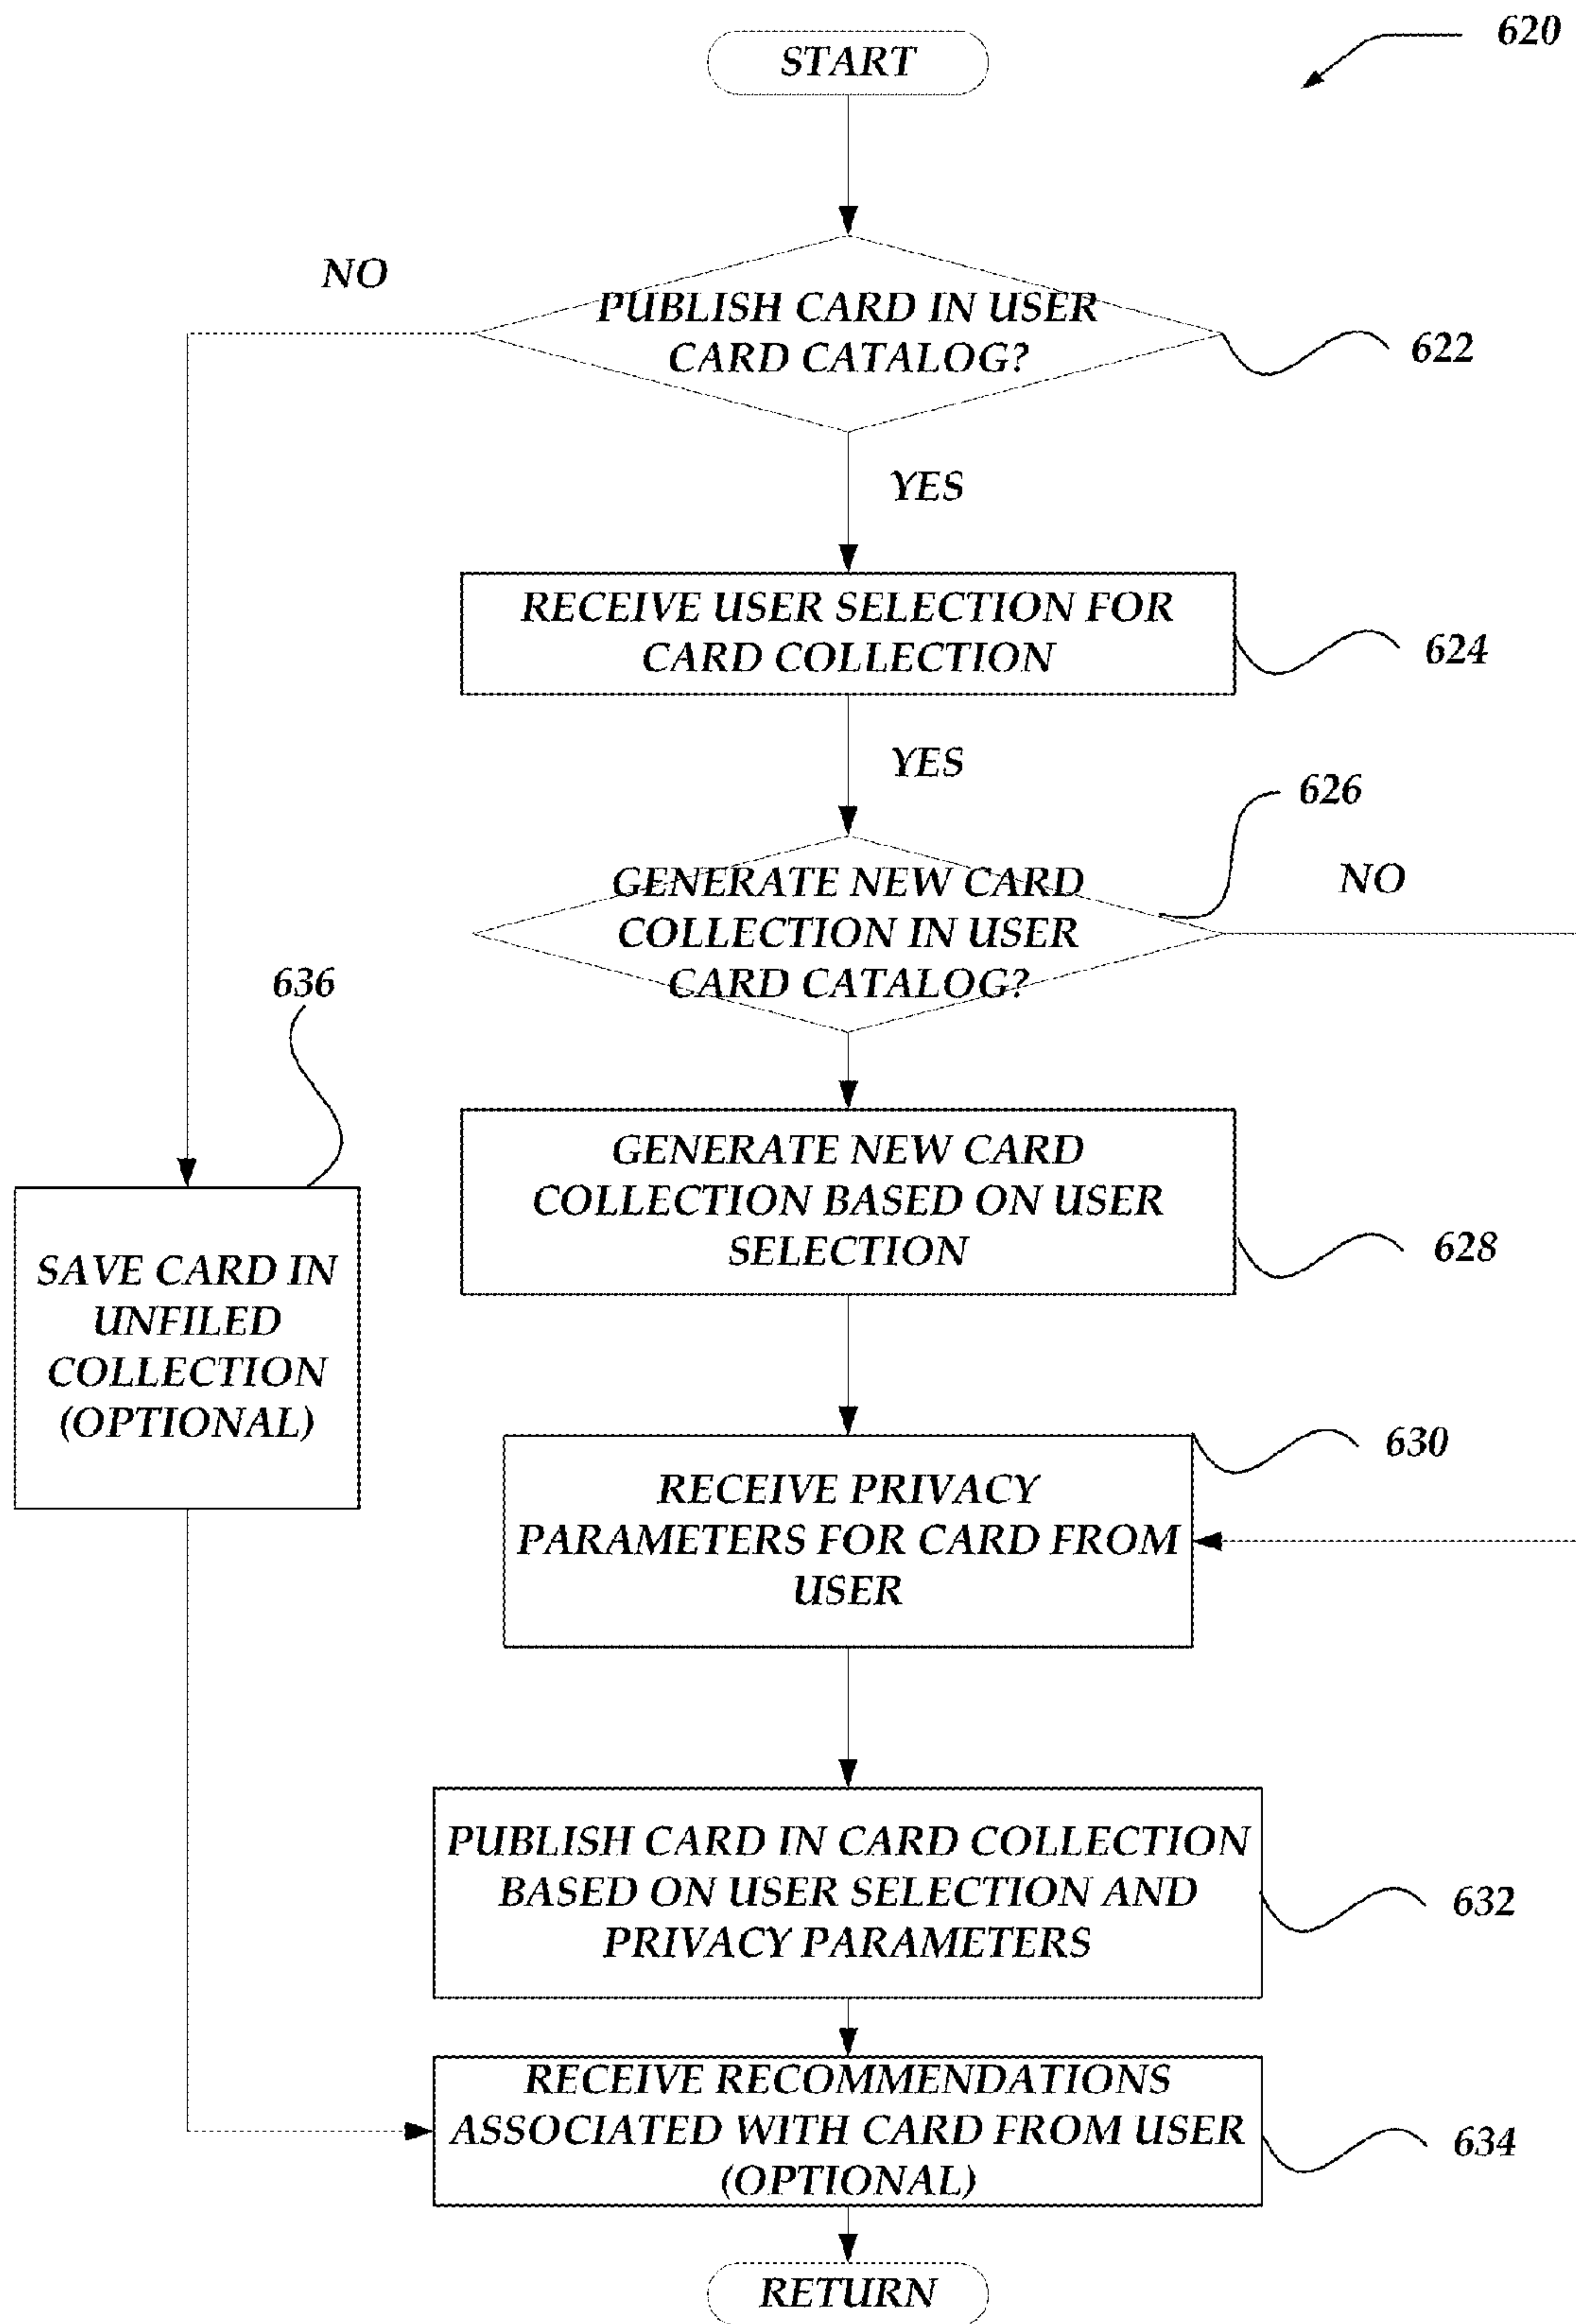 620
START
NO
PUBLISH CARD IN USER
CARD CATALOG?
622
YES
RECEIVE USER SELECTION FOR
CARD COLLECTION
624
YES
626
GENERATE NEW CARD
COLLECTION IN USER
CARD CATALOG?
NO
636
GENERATE NEW CARD
COLLECTION BASED ON USER
SELECTION
628
SAVE CARD IN
UNFILED
COLLECTION
(OPTIONAL)
630
RECEIVE PRIVACY
PARAMETERS FOR CARD FROM
USER
PUBLISH CARD IN CARD COLLECTION
BASED ON USER SELECTION AND
PRIVACY PARAMETERS
632
RECEIVE RECOMMENDATIONS
ASSOCIATED WITH CARD FROM USER
(OPTIONAL)
634
RETURN